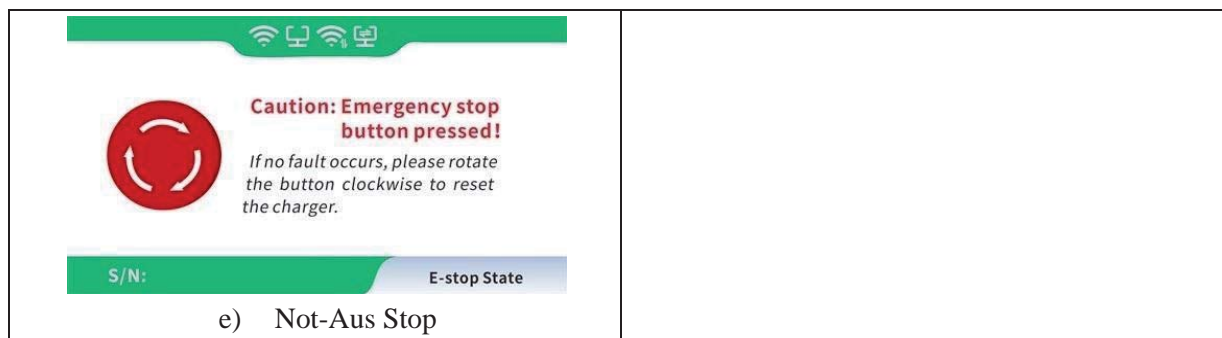 Caution: Emergency stop
button pressed!
If no fault occurs, please rotate
the button clockwise to reset
the charger.
S/N:
E-stop State
e) Not-Aus Stop